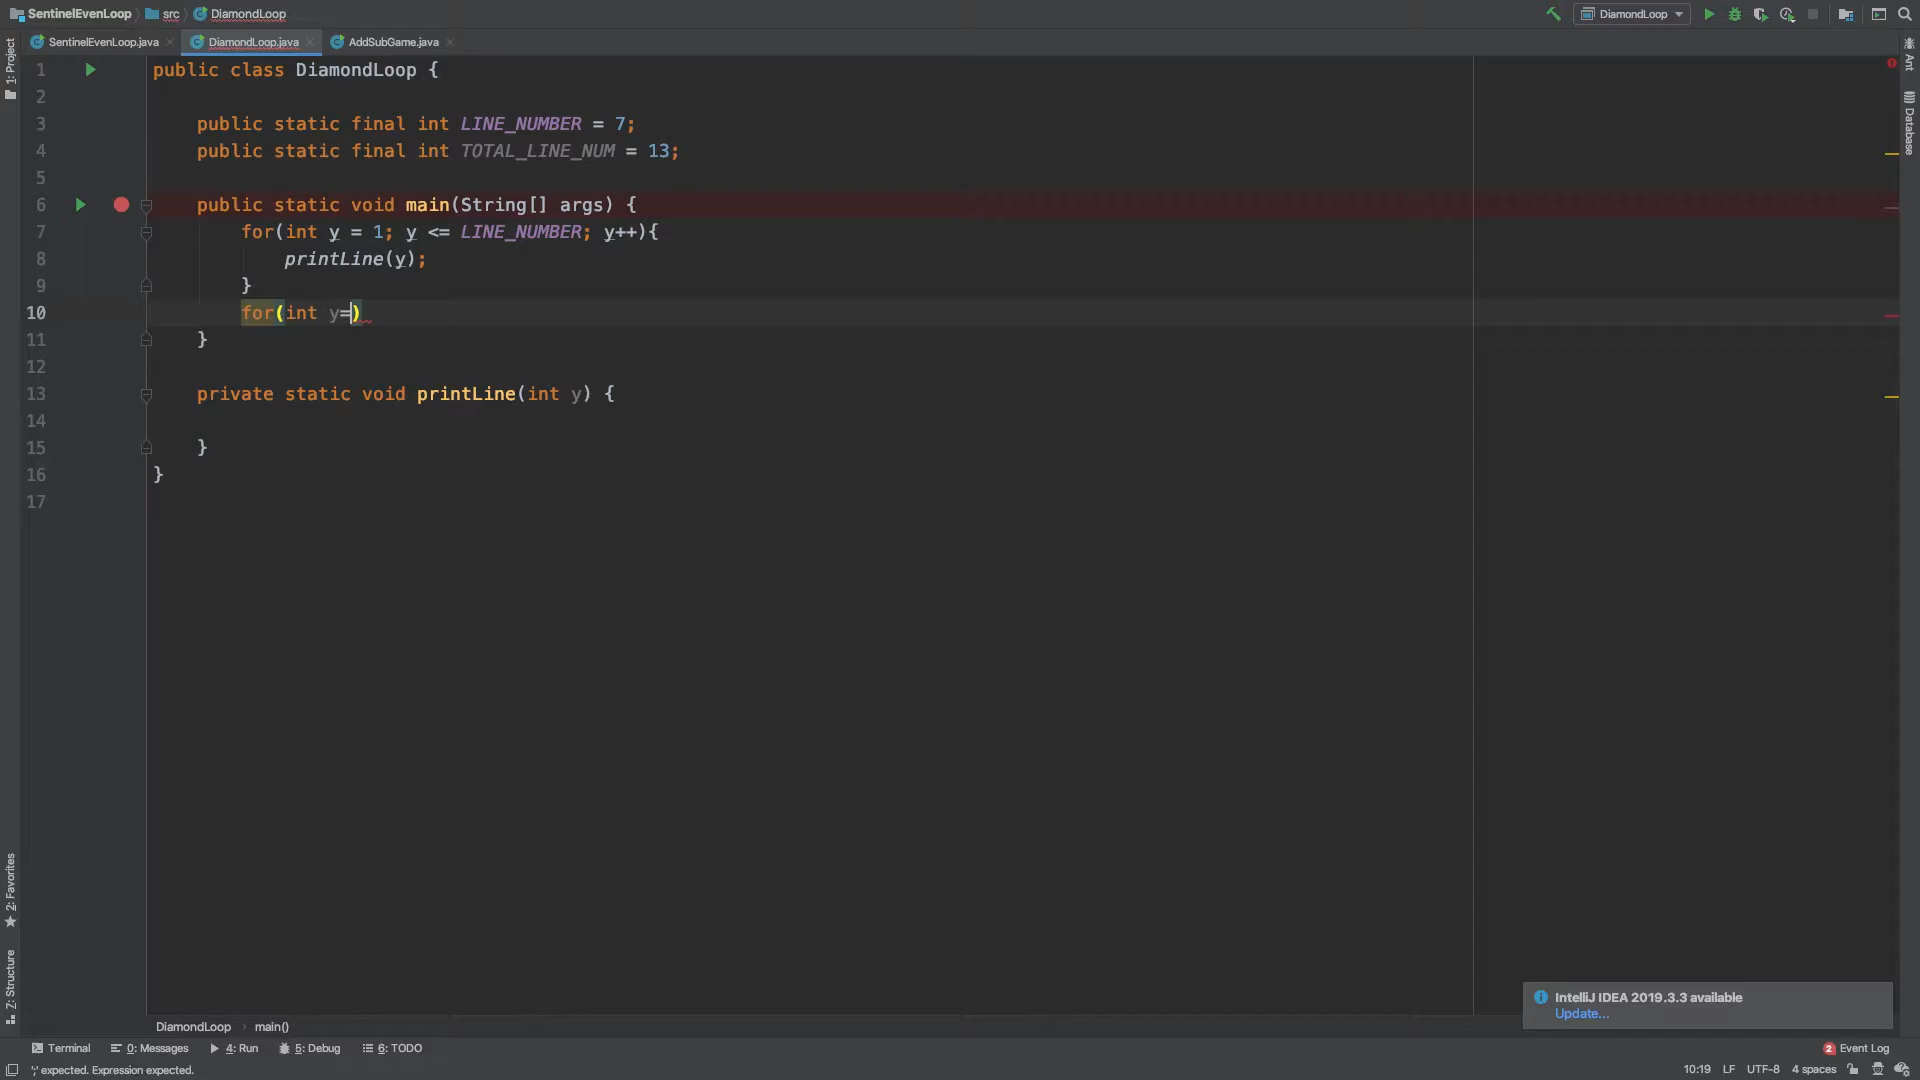 SentinelEvenLoop src DiamondLoop DiamondLoop
SentinelEvenLoop.java DiamondLoop.java AddSubGame.java
1: Project
Ant
Database
1 public class DiamondLoop {
2
3 public static final int LINE_NUMBER = 7;
4 public static final int TOTAL_LINE_NUM = 13;
5
6 public static void main(String[] args) {
7 for(int y = 1; y <= LINE_NUMBER; y++){
8 printLine(y);
9 }
10 for(int y=)
11 }
12
13 private static void printLine(int y) {
14
15 }
16 }
17
2: Favorites
7: Structure
IntelliJ IDEA 2019.3.3 available
Update...
DiamondLoop main()
Terminal 0: Messages 4: Run 5: Debug 6: TODO 2 Event Log
';' expected. Expression expected. 10:19 LF UTF-8 4 spaces